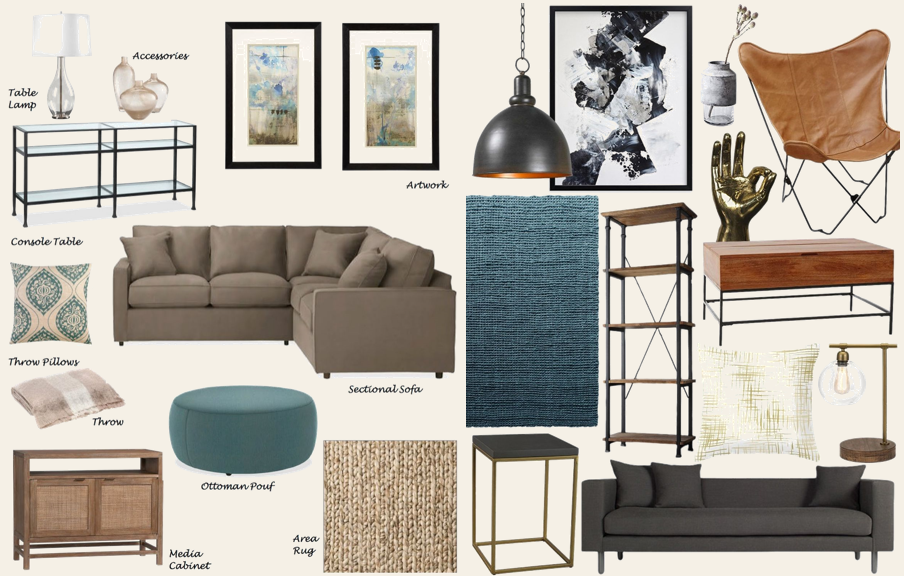 Accessories
Table
Lamp
Artwork
Console Table
Throw Pillows
Sectional Sofa
Throw
Ottoman Pouf
Area
Rug
Media
Cabinet